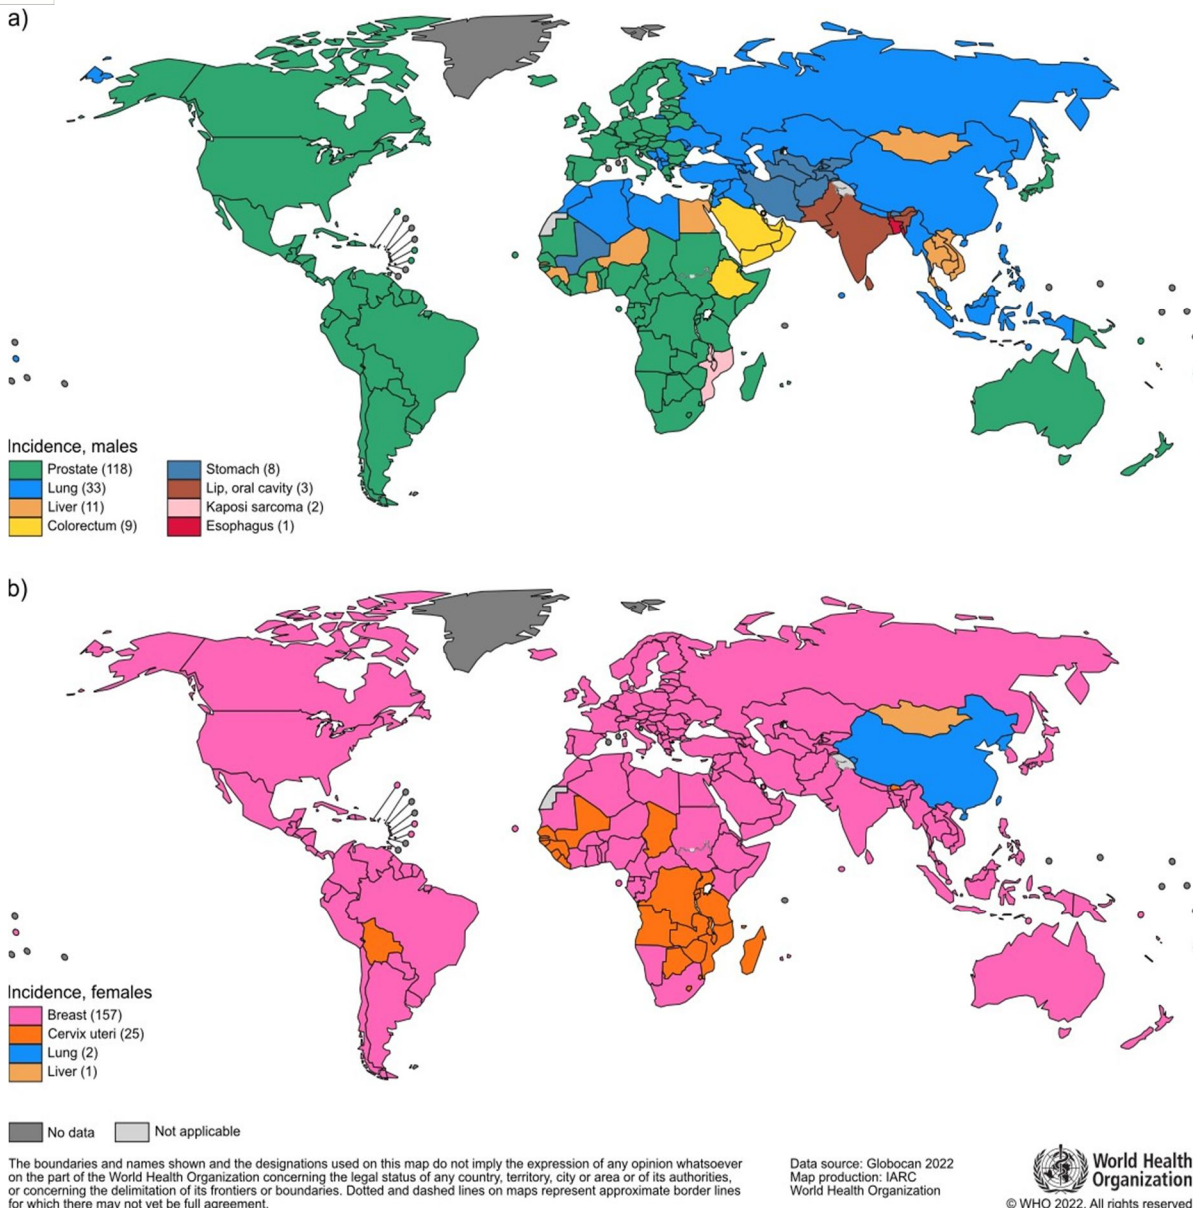 a)
Incidence, males
Prostate (118)
Lung (33)
Liver (11)
Colorectum (9)
Stomach (8)
Lip, oral cavity (3)
Kaposi sarcoma (2)
Esophagus (1)
b)
Incidence, females
Breast (157)
Cervix uteri (25)
Lung (2)
Liver (1)
No data
Not applicable
The boundaries and names shown and the designations used on this map do not imply the expression of any opinion whatsoever
on the part of the World Health Organization concerning the legal status of any country, territory, city or area or of its authorities,
or concerning the delimitation of its frontiers or boundaries. Dotted and dashed lines on maps represent approximate border lines
for which there may not yet be full agreement.
Data source: Globocan 2022
Map production: IARC
World Health Organization
World Health
Organization
© WHO 2022. All rights reserved